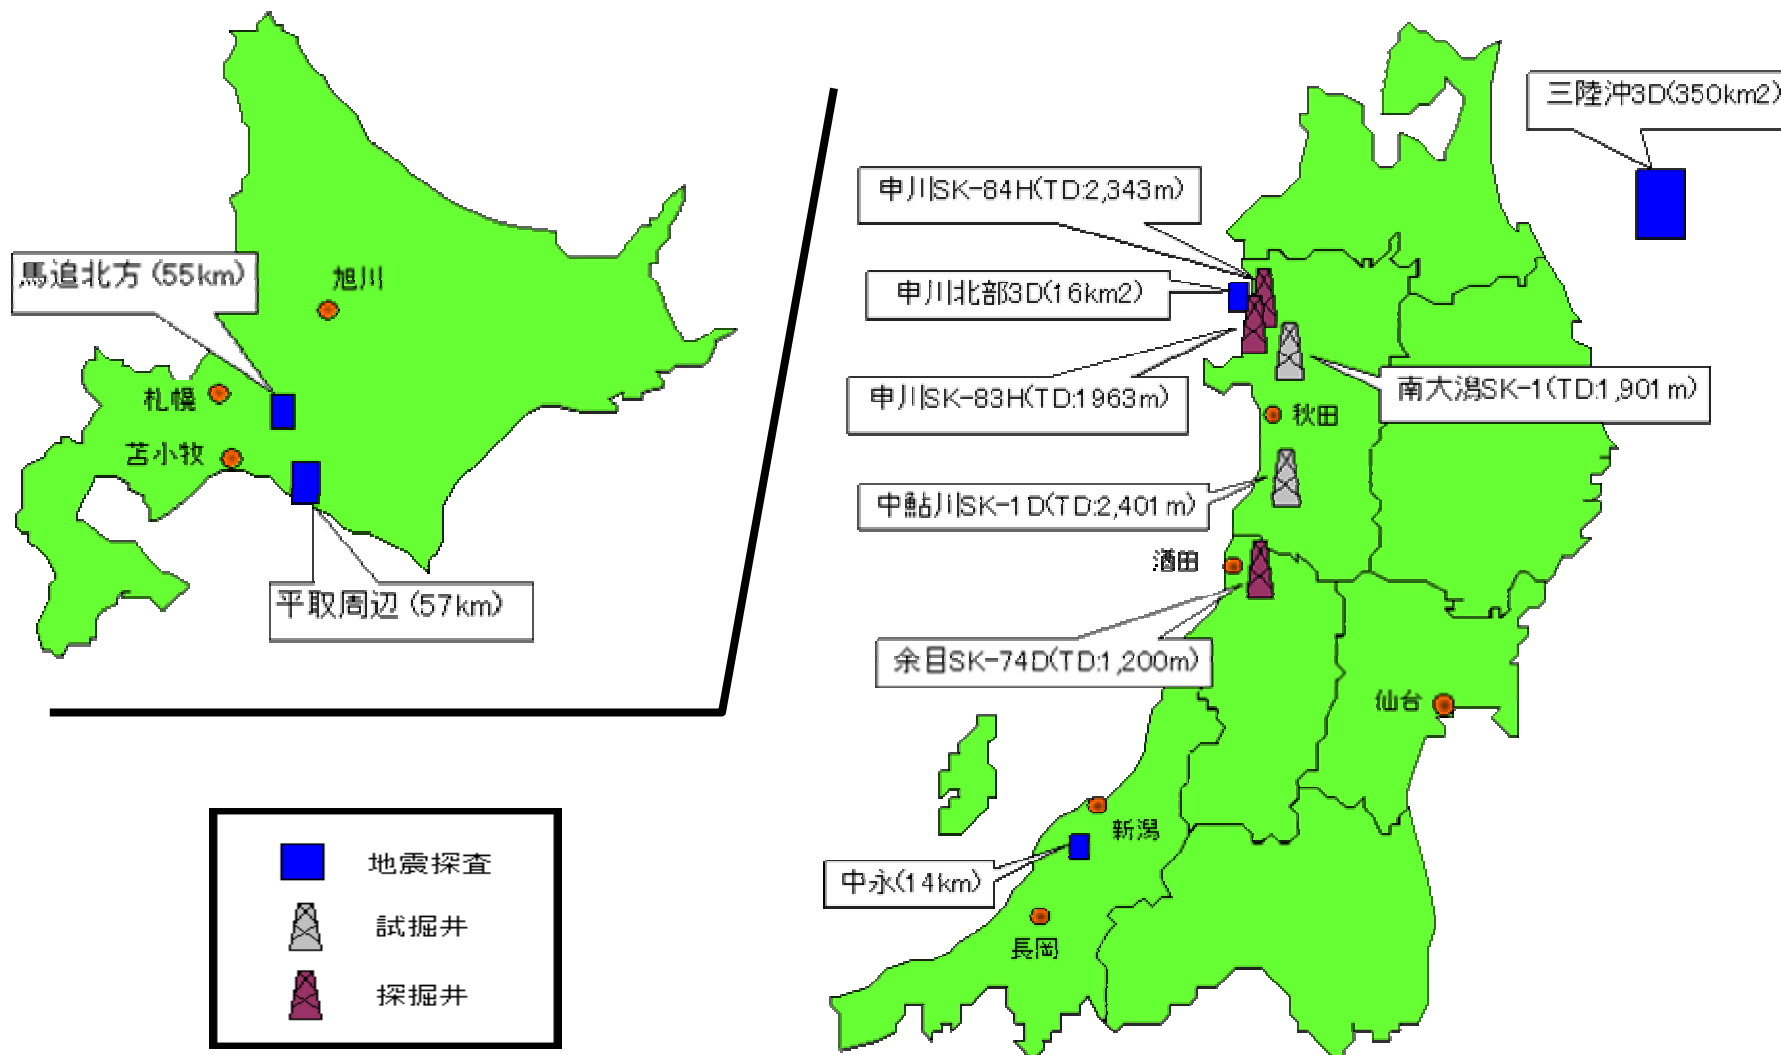 馬追北方 (55km)
旭川
札幌
苫小牧
平取周辺 (57km)
地震探査
試掘井
探掘井
三陸沖3D(350km2)
申川SK-84H(TD:2,343m)
申川北部3D(16km2)
申川SK-83H(TD:1963m)
南大潟SK-1(TD:1,901m)
秋田
中鮎川SK-1D(TD:2,401m)
酒田
余目SK-74D(TD:1,200m)
仙台
新潟
中永(14km)
長岡